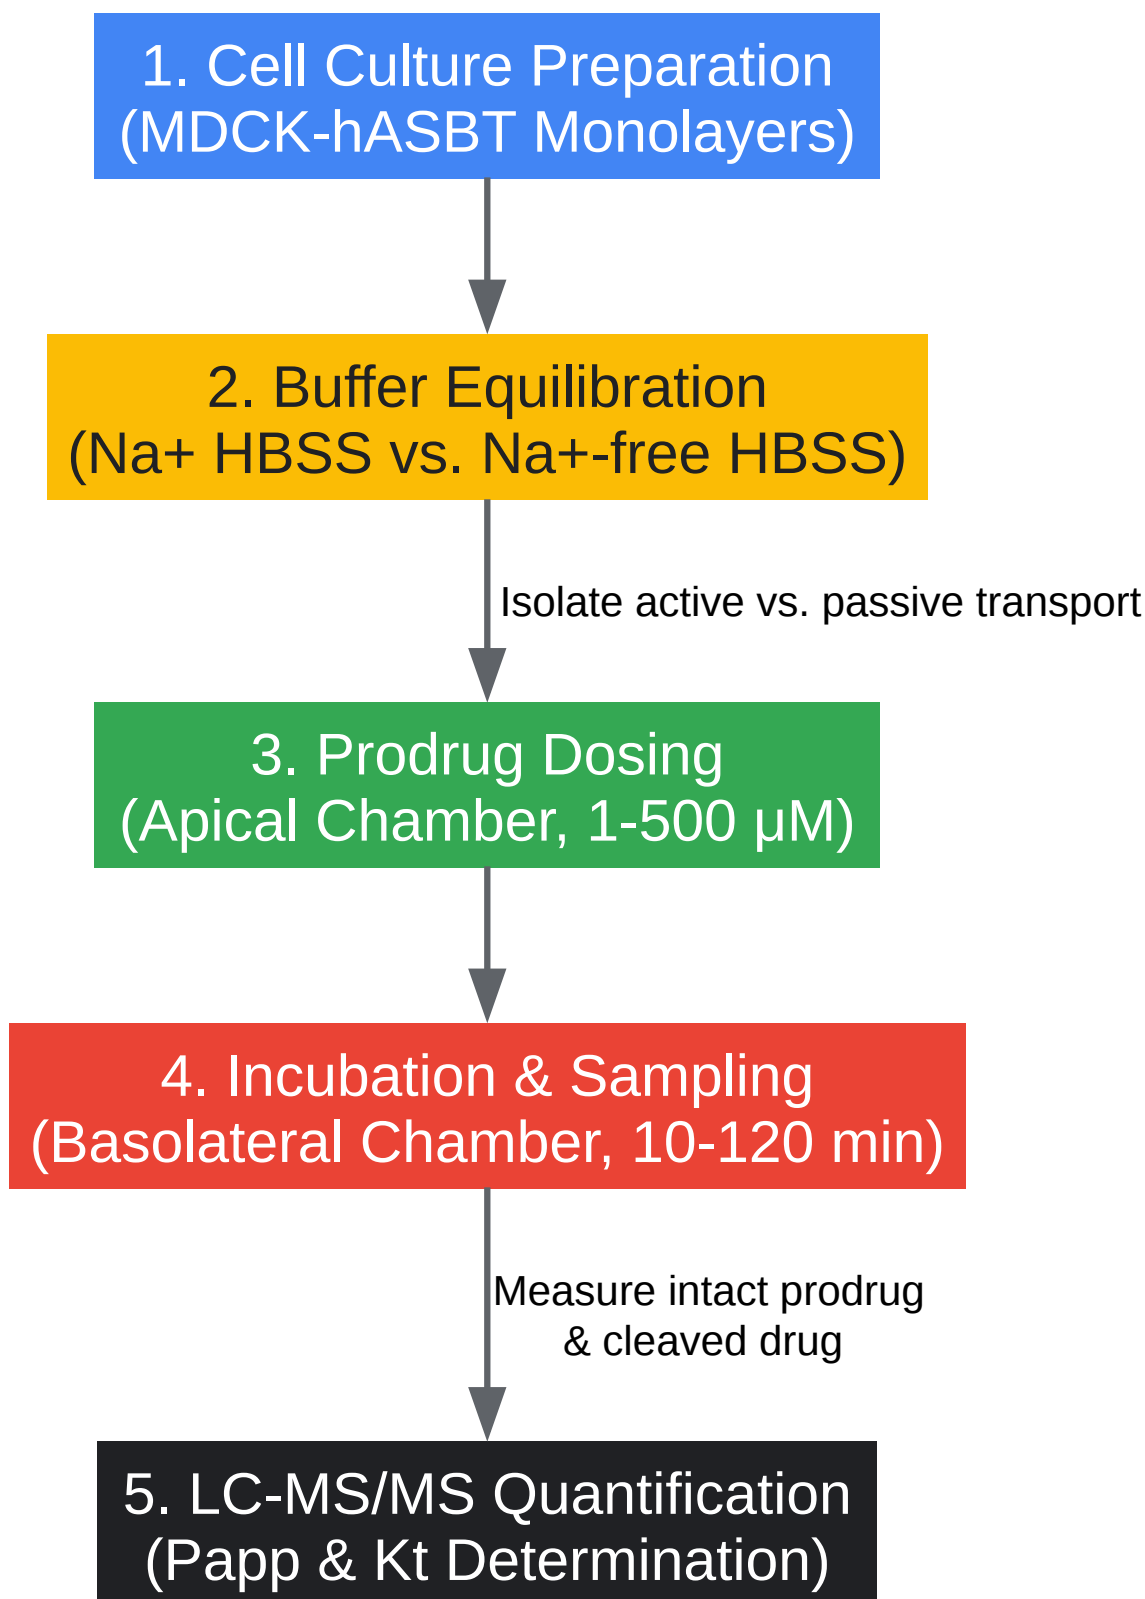 1. Cell Culture Preparation
(MDCK-hASBT Monolayers)
2. Buffer Equilibration
(Na+ HBSS vs. Na+-free HBSS)
Isolate active vs. passive transport
3. Prodrug Dosing
(Apical Chamber, 1-500 μM)
4. Incubation & Sampling
(Basolateral Chamber, 10-120 min)
Measure intact prodrug
& cleaved drug
5. LC-MS/MS Quantification
(Papp & Kt Determination)